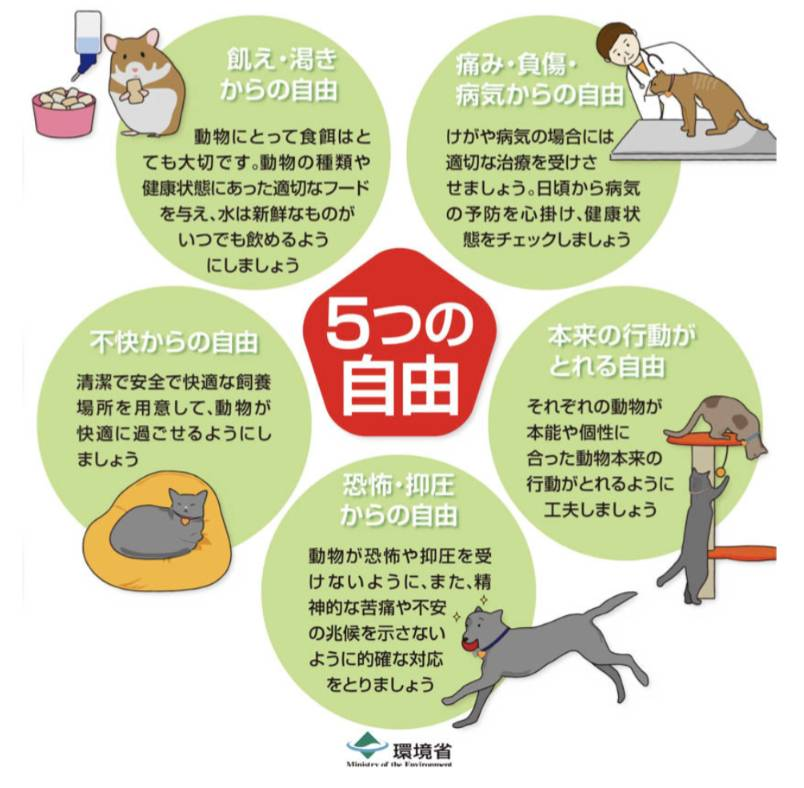 飢え・渇き
からの自由
動物にとって食餌はと
ても大切です。動物の種類や
健康状態にあった適切なフード
を与え、水は新鮮なものが
いつでも飲めるよう
にしましょう
痛み・負傷・
病気からの自由
けがや病気の場合には
適切な治療を受けさ
せましょう。日頃から病気
の予防を心掛け、健康状
態をチェックしましょう
5つの
自由
不快からの自由
清潔で安全で快適な飼養
場所を用意して、動物が
快適に過ごせるようにし
ましょう
本来の行動が
とれる自由
それぞれの動物が
本能や個性に
合った動物本来の
行動がとれるように
工夫しましょう
恐怖・抑圧
からの自由
動物が恐怖や抑圧を受
けないように、また、精
神的な苦痛や不安
の兆候を示さない
ように的確な対応
をとりましょう
環境省
Ministry of the Environment